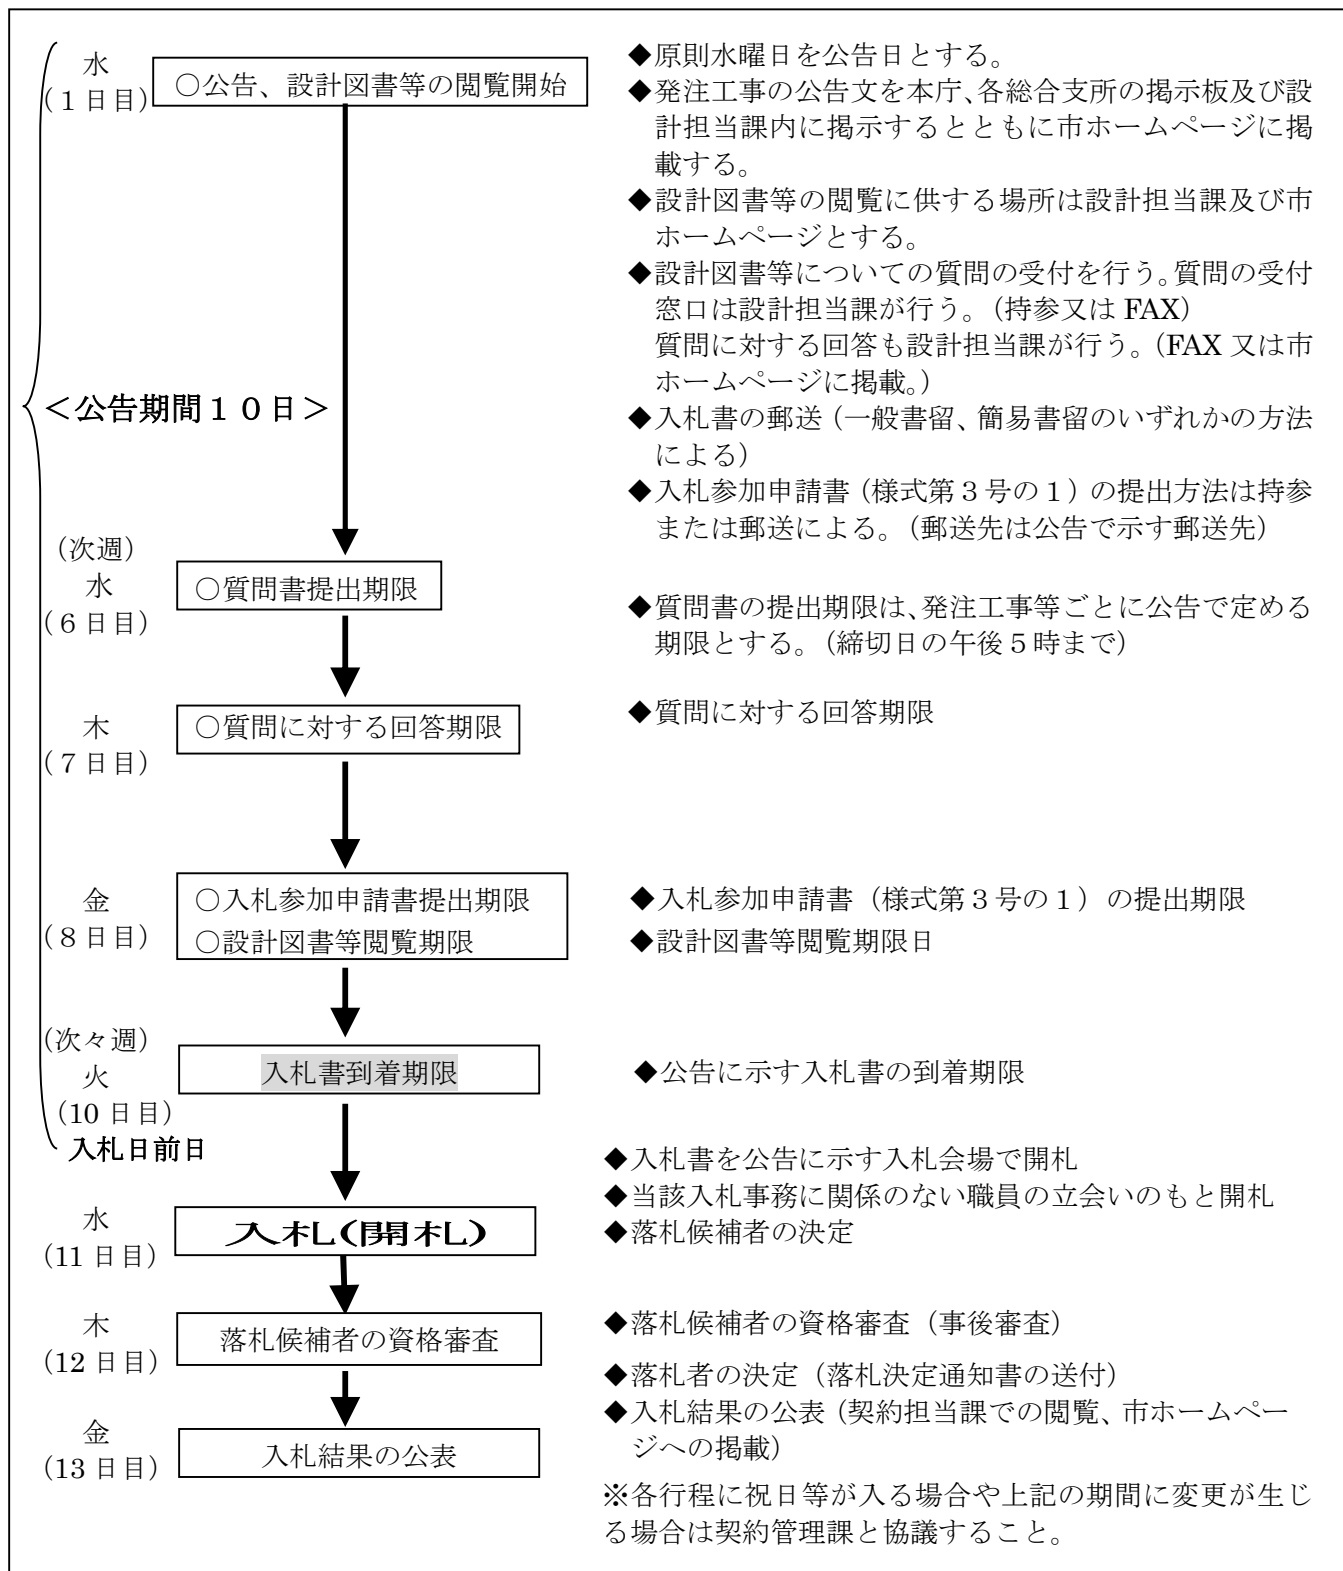 水
(１日目)
○公告、設計図書等の閲覧開始
◆原則水曜日を公告日とする。
◆発注工事の公告文を本庁、各総合支所の掲示板及び設
計担当課内に掲示するとともに市ホームページに掲
載する。
◆設計図書等の閲覧に供する場所は設計担当課及び市
ホームページとする。
◆設計図書等についての質問の受付を行う。質問の受付
窓口は設計担当課が行う。（持参又は FAX）
質問に対する回答も設計担当課が行う。（FAX 又は市
ホームページに掲載。）
＜公告期間１０日＞
◆入札書の郵送（一般書留、簡易書留のいずれかの方法
による）
◆入札参加申請書（様式第３号の１）の提出方法は持参
または郵送による。（郵送先は公告で示す郵送先）
（次週）
水
(６日目)
○質問書提出期限
◆質問書の提出期限は、発注工事等ごとに公告で定める
期限とする。（締切日の午後５時まで）
木
(７日目)
○質問に対する回答期限
◆質問に対する回答期限
金
(８日目)
○入札参加申請書提出期限
○設計図書等閲覧期限
◆入札参加申請書（様式第３号の１）の提出期限
◆設計図書等閲覧期限日
（次々週）
火
(10 日目)
入札日前日
入札書到着期限
◆公告に示す入札書の到着期限
水
(11 日目)
入札(開札)
◆入札書を公告に示す入札会場で開札
◆当該入札事務に関係のない職員の立会いのもと開札
◆落札候補者の決定
木
(12 日目)
落札候補者の資格審査
◆落札候補者の資格審査（事後審査）
金
(13 日目)
入札結果の公表
◆落札者の決定（落札決定通知書の送付）
◆入札結果の公表（契約担当課での閲覧、市ホームペー
ジへの掲載）
※各行程に祝日等が入る場合や上記の期間に変更が生じ
る場合は契約管理課と協議すること。